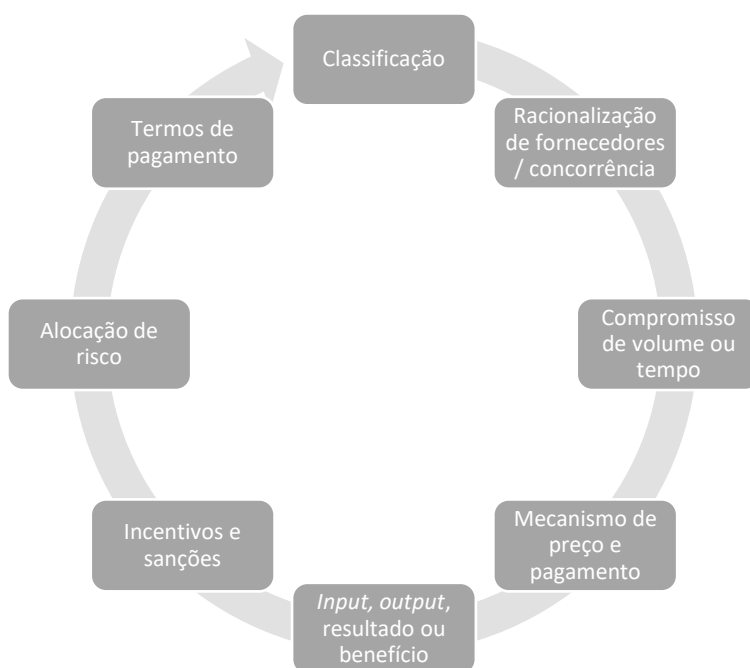 Classificação
Racionalização
de fornecedores
/ concorrência
Compromisso
de volume ou
tempo
Mecanismo de
preço e
pagamento
Input, output,
resultado ou
benefício
Incentivos e
sanções
Alocação de
risco
Termos de
pagamento